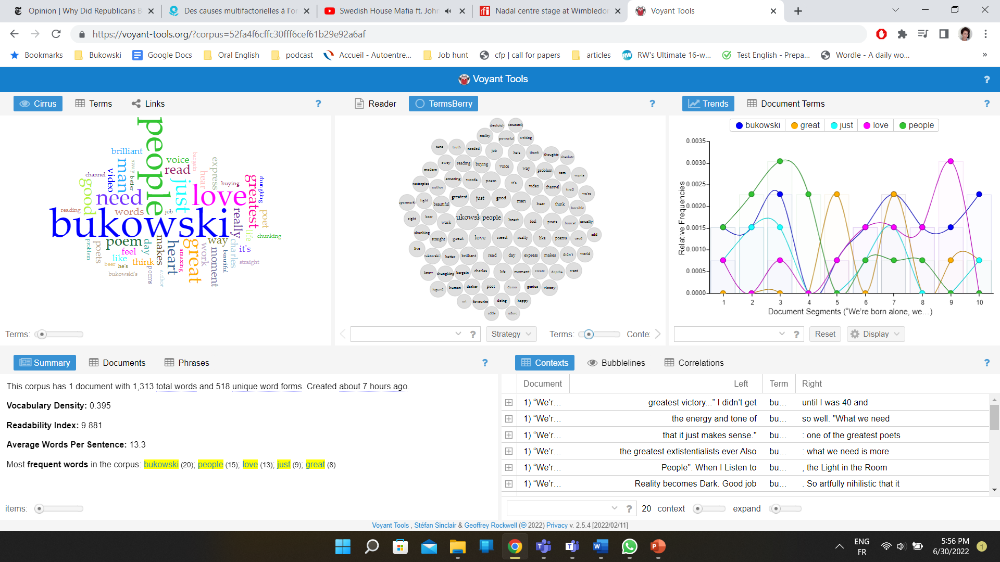 Opinion | Why Did Republicans B
Des causes multifactorielles à l'or
Swedish House Mafia ft. John
Nadal centre stage at Wimbledon
Voyant Tools
https://voyant-tools.org/?corpus=52fa4f6cffc30fff6cef61b29e92a6af
Bookmarks Bukowski Google Docs Oral English podcast Accueil - Autoentre... Job hunt cfp | call for papers articles RW's Ultimate 16-w... Test English - Prepa... Wordle - A daily wo... »
Voyant Tools ?
Cirrus Terms Links ?
Reader TermsBerry ?
Trends Document Terms ?
people
brilliant
voice
bargain
man
away
better
read
express
channel
video
hear
just
buying
greatest
chungking
good
need
love
reading
words
job
really
poet
bukowski
life
chunking
problem
poets
poem
day
makes
heart
great
way
charles
it's
feel
like
think
amazing
work
moment
beautiful
straight
beer
he's
bukowski's
poems
author
absolutely accurately
reality powerful writing
tune truth needed job he's think thoughts absolute
modern away reading buying voice way problem tom wants
author amazing words poem it's video channel tired we're
light beautiful greatest just good man hear think horrible
right beer work people heart feel poets honest actually
chunking straight great love need really like poems used add
live bukowski' better brilliant read day express makes didn't world
know chungking bargain charles life moment create depths want
legend human darker poet damn genius victory
art favourite doing happy
adds adore
bukowski great just love people
0.0035
0.0030
0.0025
0.0020
0.0015
0.0010
0.0005
0.0000
Relative Frequencies
1 2 3 4 5 6 7 8 9 10
Document Segments (“We’re born alone, we…)
Terms:
? Strategy Terms: Conte:
? Reset Display
Summary Documents Phrases ?
Contexts Bubblelines Correlations ?
This corpus has 1 document with 1,313 total words and 518 unique word forms. Created about 7 hours ago.
Vocabulary Density: 0.395
Readability Index: 9.881
Average Words Per Sentence: 13.3
Most frequent words in the corpus: bukowski (20); people (15); love (13); just (9); great (8)
items:
Document Left Term Right
1) “We’r… greatest victory...” I didn’t get bu… until I was 40 and
1) “We’r… the energy and tone of bu… so well. "What we need
1) “We’r… that it just makes sense." bu… : one of the greatest poets
1) “We’r… the greatest extistentialists ever Also bu… : what we need is more
1) “We’r… People". When I Listen to bu… , the Light in the Room
1) “We’r… Reality becomes Dark. Good job bu… . So artfully nihilistic that it
? 20 context expand
Voyant Tools , Stéfan Sinclair & Geoffrey Rockwell (© 2022) Privacy v. 2.5.4 [2022/02/11]
ENG
FR
5:56 PM
6/30/2022
1